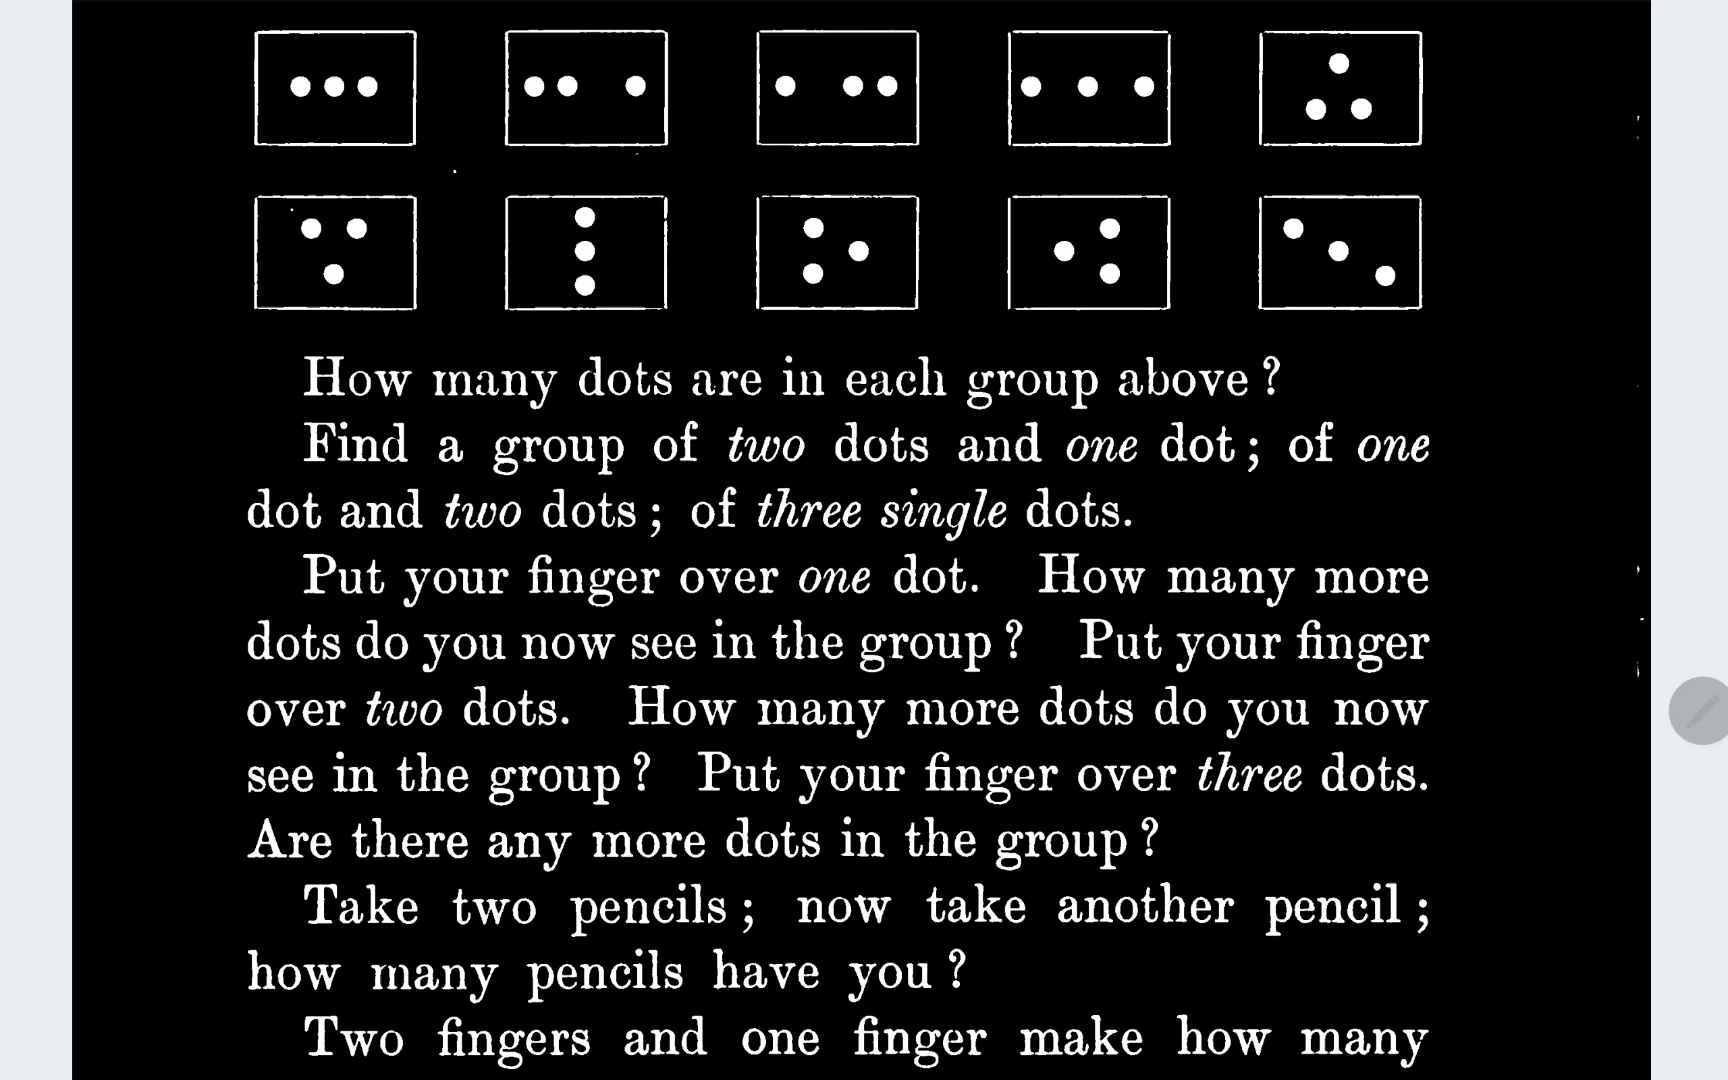 How many dots are in each group above ?
Find a group of two dots and one dot ; of one
dot and two dots ; of three single dots.
Put your finger over one dot. How many more
dots do you now see in the group ? Put your finger
over two dots. How many more dots do you now
see in the group ? Put your finger over three dots.
Are there any more dots in the group ?
Take two pencils ; now take another pencil ;
how many pencils have you ?
Two fingers and one finger make how many